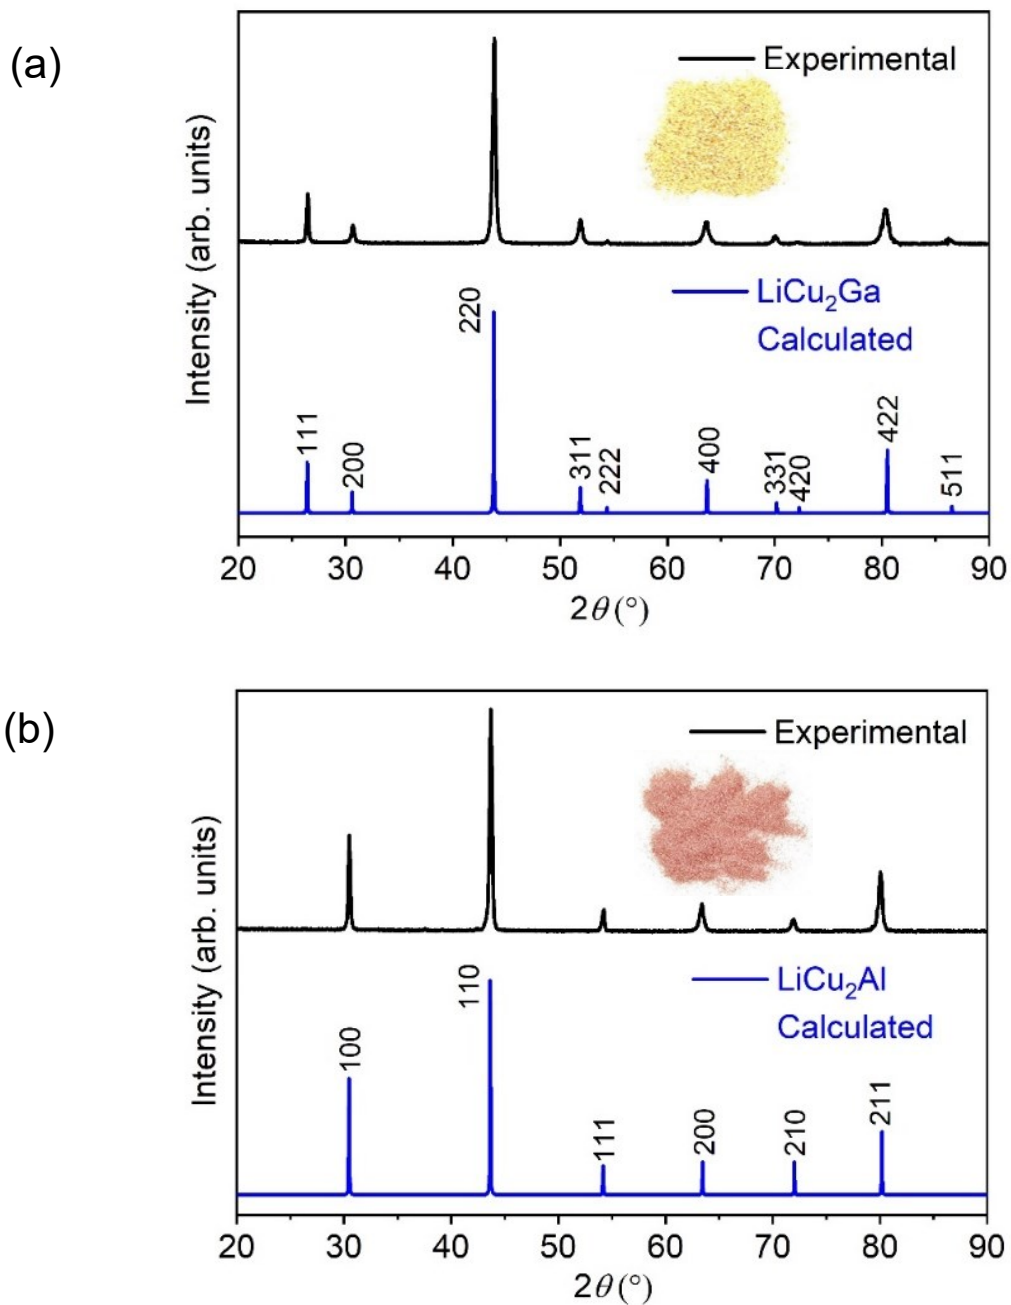 (a)
Experimental
LiCu₂Ga
Calculated
Intensity (arb. units)
111
200
220
311
222
400
331
420
422
511
20 30 40 50 60 70 80 90
2θ (°)
(b)
Experimental
LiCu₂Al
Calculated
Intensity (arb. units)
100
110
111
200
210
211
20 30 40 50 60 70 80 90
2θ (°)